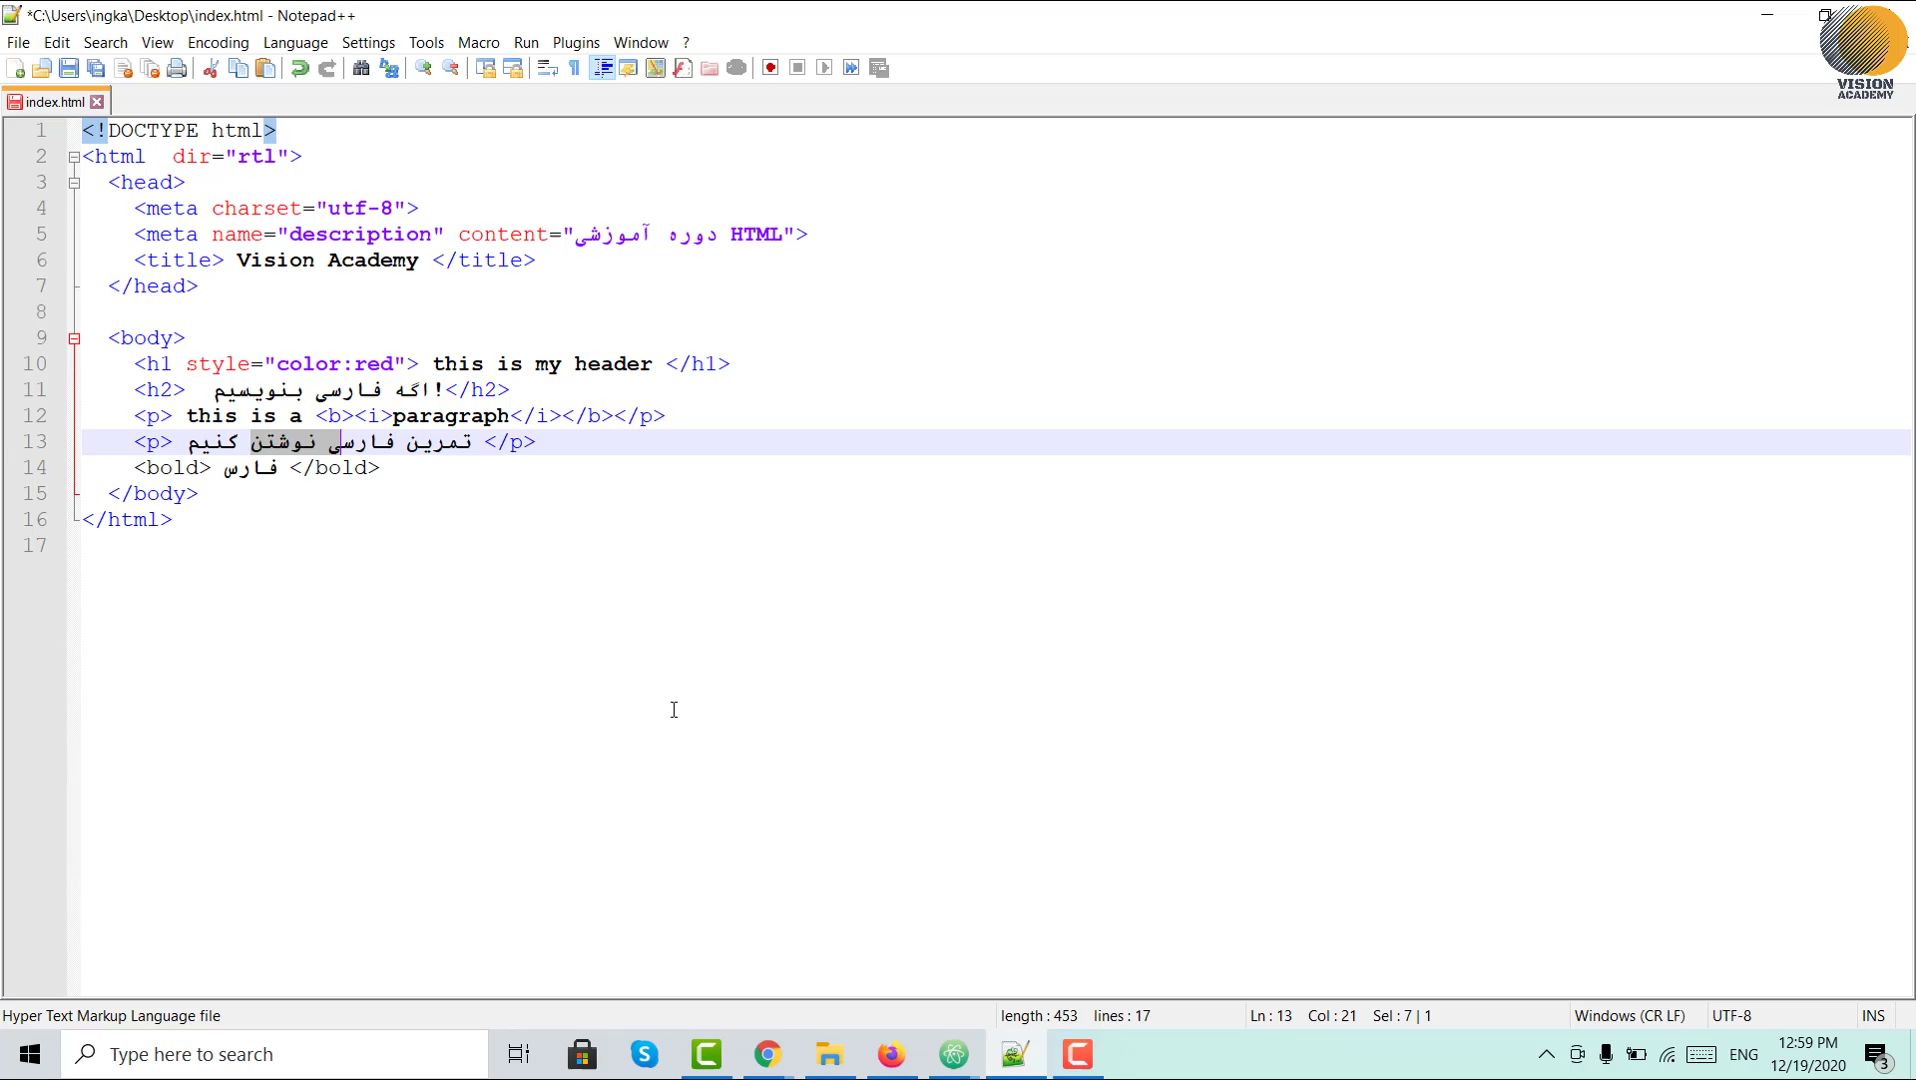 *C:\Users\ingka\Desktop\index.html - Notepad++
File Edit Search View Encoding Language Settings Tools Macro Run Plugins Window ?
VISION
ACADEMY
index.html
1 <!DOCTYPE html>
2 <html  dir="rtl">
3 <head>
4 <meta charset="utf-8">
5 <meta name="description" content="دوره آموزشی HTML">
6 <title> Vision Academy </title>
7 </head>
8
9 <body>
10 <h1 style="color:red"> this is my header </h1>
11 <h2>  اگه فارسی بنویسیم!</h2>
12 <p> this is a <b><i>paragraph</i></b></p>
13 <p> تمرین فارسی نوشتن کنیم </p>
14 <bold> فارس </bold>
15 </body>
16 </html>
17
Hyper Text Markup Language file length : 453 lines : 17 Ln : 13 Col : 21 Sel : 7 | 1 Windows (CR LF) UTF-8 INS
Type here to search ENG 12:59 PM
12/19/2020 3